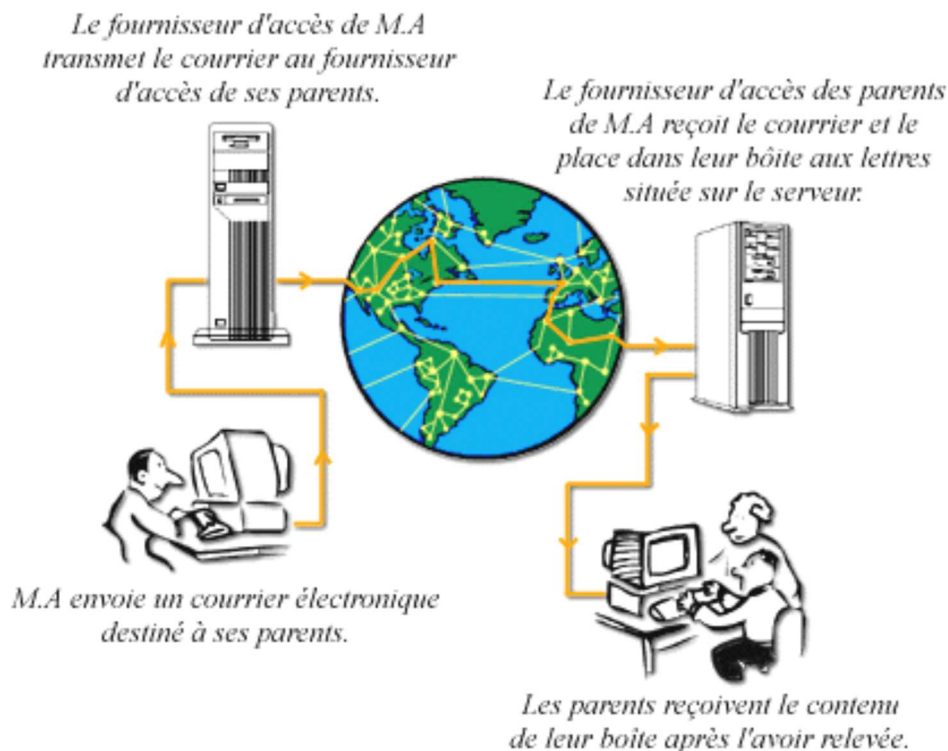 Le fournisseur d'accès de M.A
transmet le courrier au fournisseur
d'accès de ses parents.
Le fournisseur d'accès des parents
de M.A reçoit le courrier et le
place dans leur bôite aux lettres
située sur le serveur.
M.A envoie un courrier électronique
destiné à ses parents.
Les parents reçoivent le contenu
de leur boîte après l'avoir relevée.